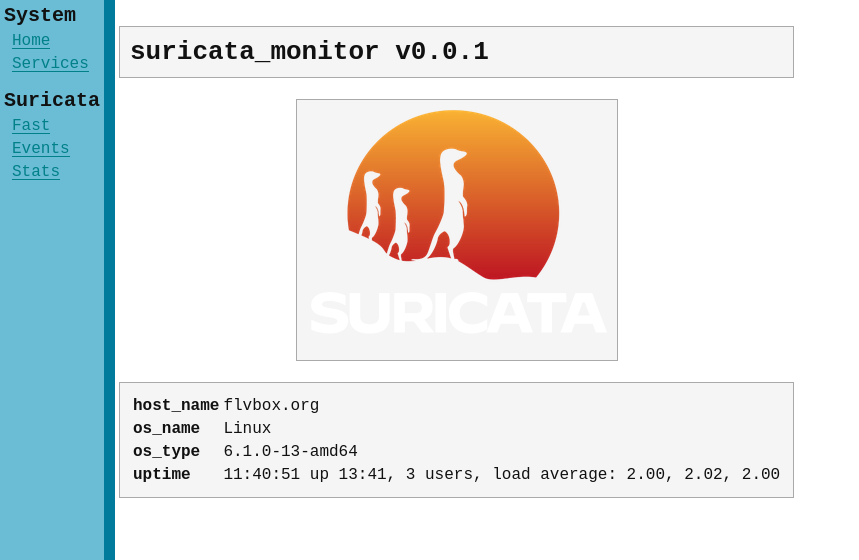 System
Home
Services
Suricata
Fast
Events
Stats
suricata_monitor v0.0.1
SURICATA
host_name flvbox.org
os_name Linux
os_type 6.1.0-13-amd64
uptime 11:40:51 up 13:41, 3 users, load average: 2.00, 2.02, 2.00